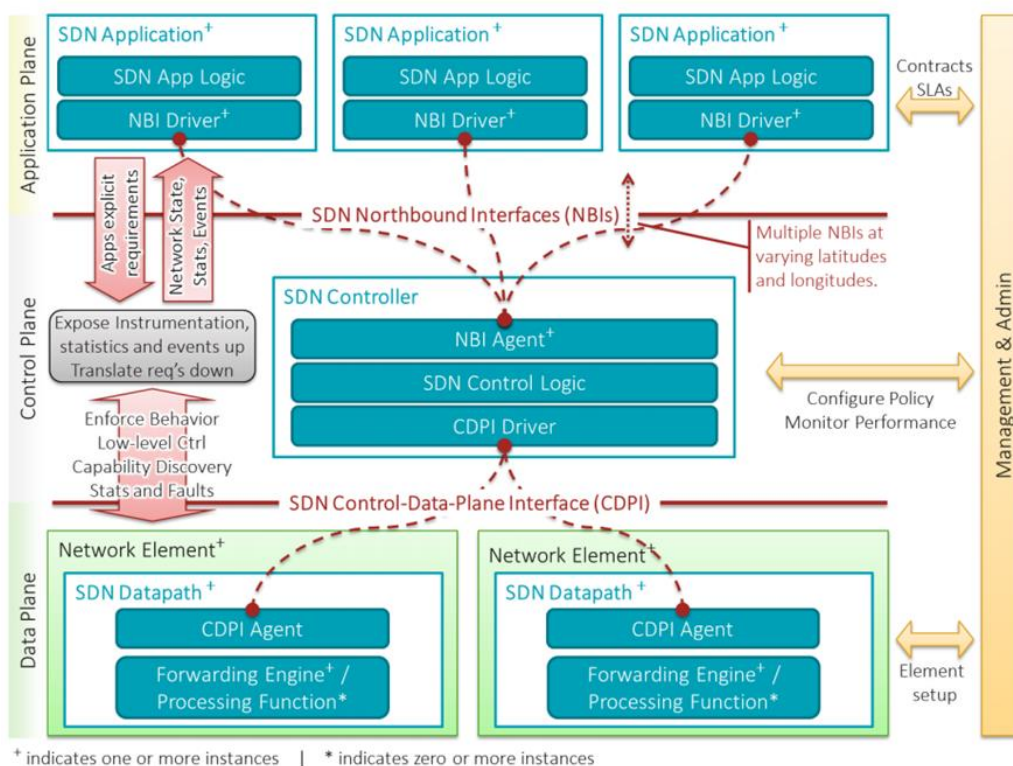 Application Plane
SDN Application⁺
SDN App Logic
NBI Driver⁺
SDN Application⁺
SDN App Logic
NBI Driver⁺
SDN Application⁺
SDN App Logic
NBI Driver⁺
Contracts
SLAs
Apps explicit
requirements
Network State,
Stats, Events
SDN Northbound Interfaces (NBIs)
Multiple NBIs at
varying latitudes
and longitudes.
Control Plane
Expose Instrumentation,
statistics and events up
Translate req's down
SDN Controller
NBI Agent⁺
SDN Control Logic
CDPI Driver
Configure Policy
Monitor Performance
Management & Admin
Enforce Behavior
Low-level Ctrl
Capability Discovery
Stats and Faults
SDN Control-Data-Plane Interface (CDPI)
Data Plane
Network Element⁺
SDN Datapath ⁺
CDPI Agent
Forwarding Engine⁺ /
Processing Function*
Network Element⁺
SDN Datapath ⁺
CDPI Agent
Forwarding Engine⁺ /
Processing Function*
Element
setup
⁺ indicates one or more instances | * indicates zero or more instances